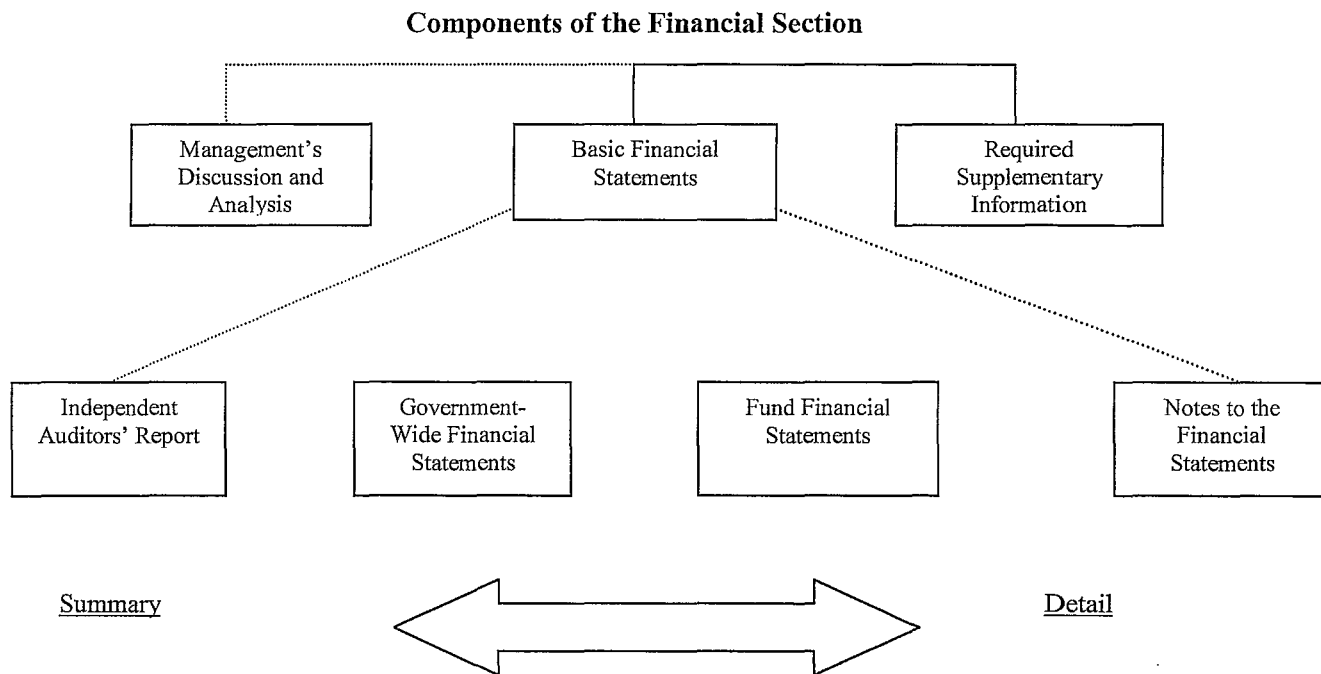 Components of the Financial Section
Management's
Discussion and
Analysis
Basic Financial
Statements
Required
Supplementary
Information
Independent
Auditors' Report
Government-
Wide Financial
Statements
Fund Financial
Statements
Notes to the
Financial
Statements
Summary
Detail